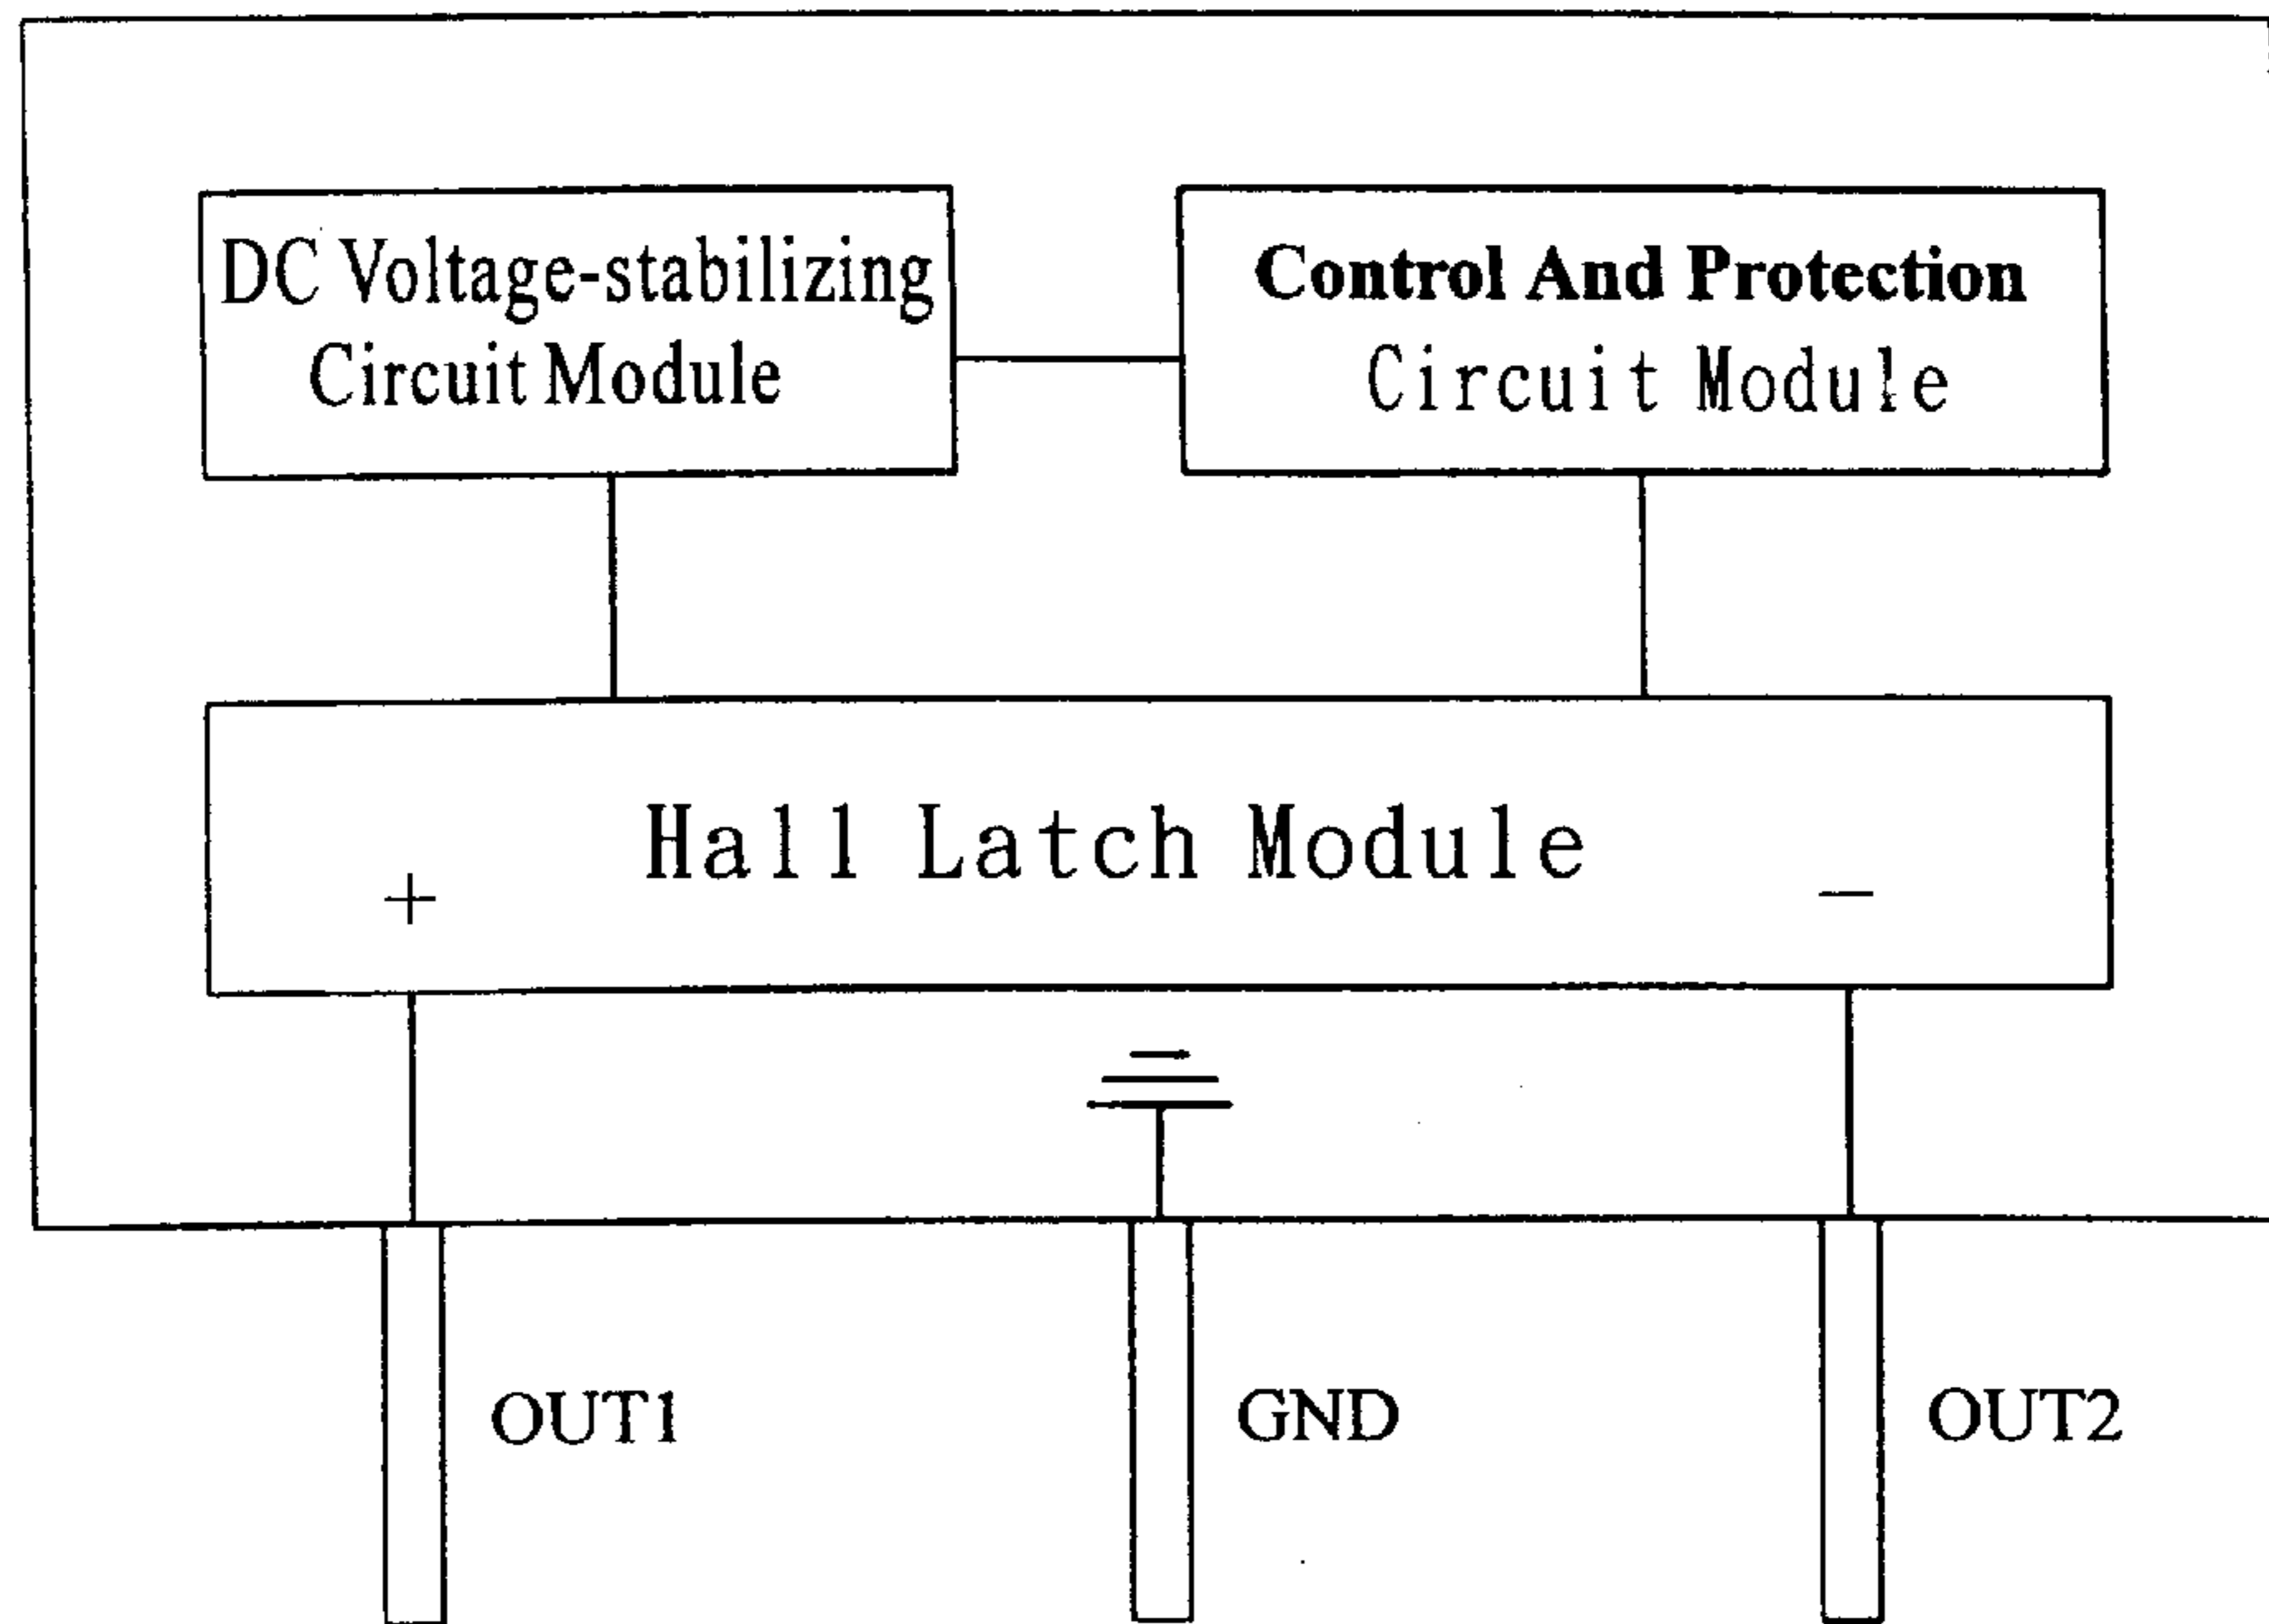 DC Voltage-stabilizing
Circuit Module
Control And Protection
Circuit Module
Hall Latch Module
+
—
OUT1
GND
OUT2